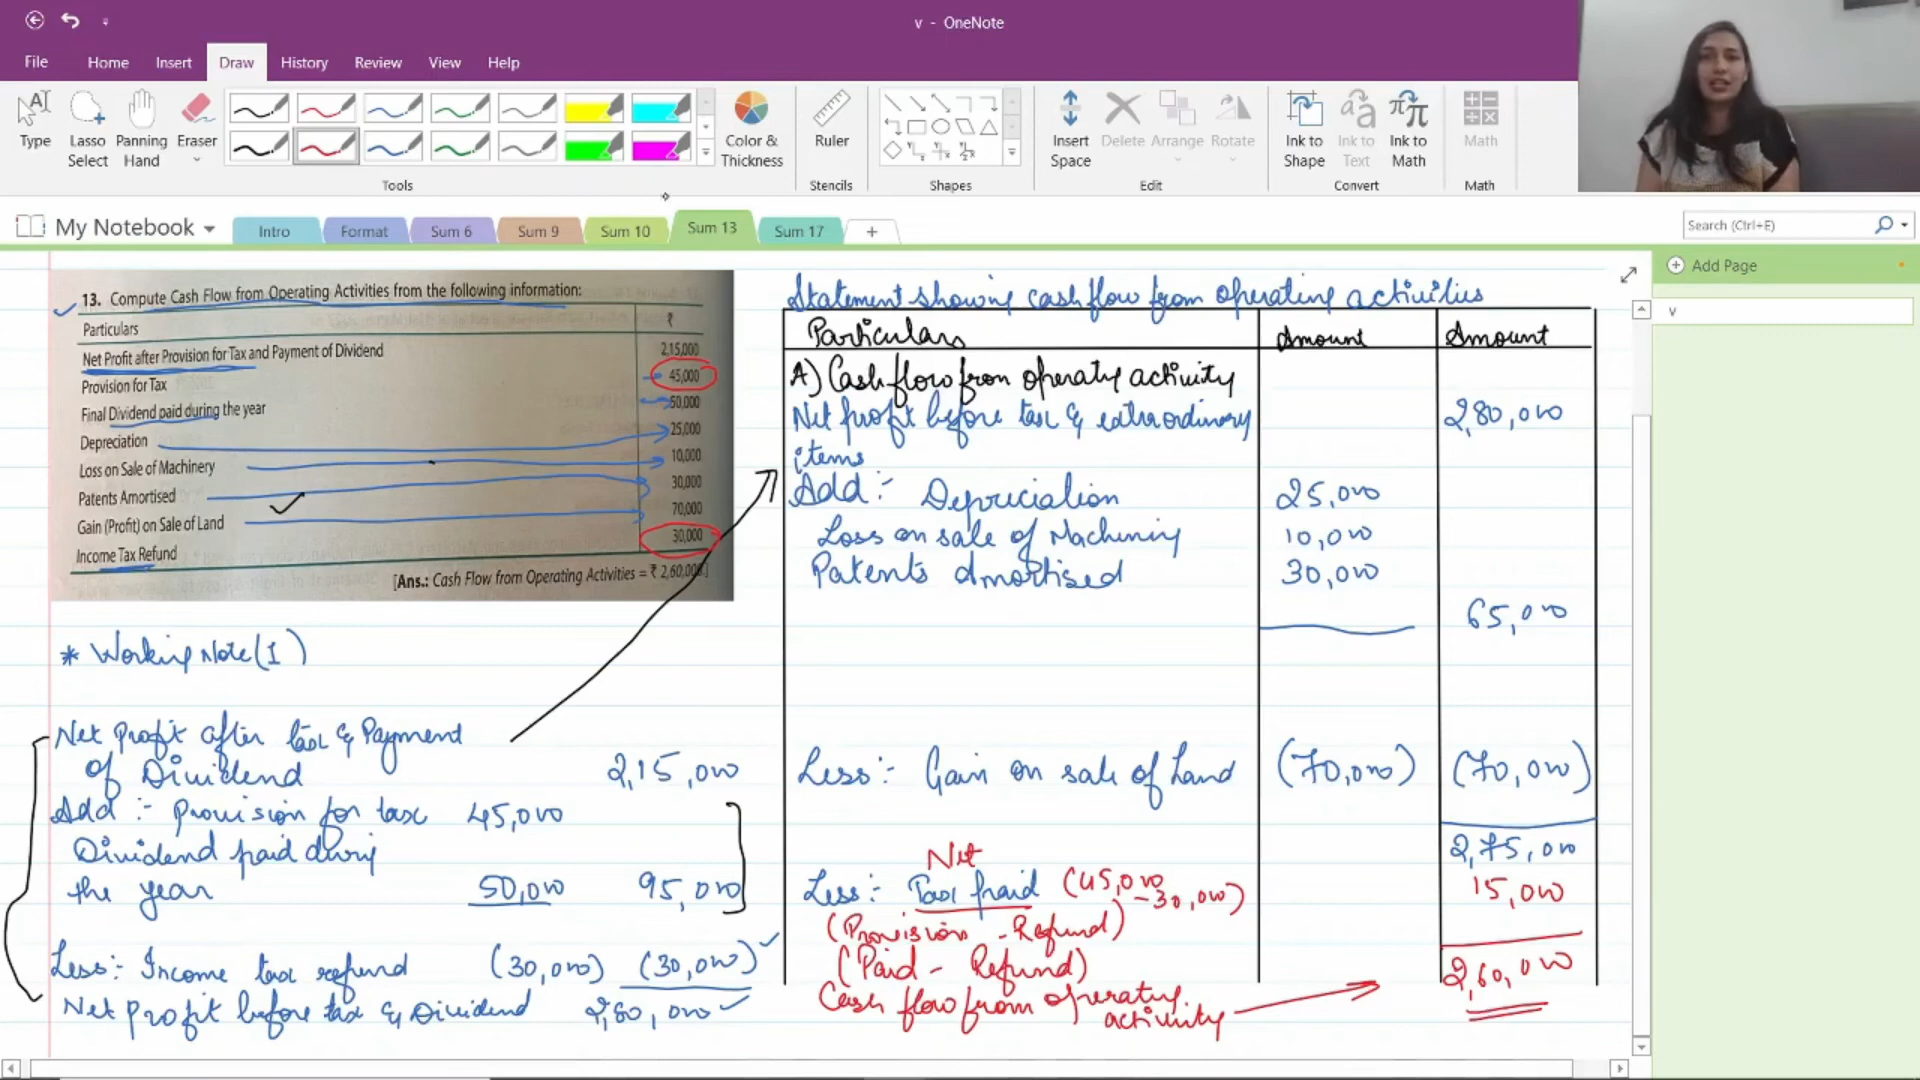 v - OneNote
File Home Insert Draw History Review View Help
Type
Lasso Select
Panning Hand
Eraser
Color & Thickness
Ruler
Insert Space
Delete
Arrange
Rotate
Ink to Shape
Ink to Text
Ink to Math
Math
Tools Stencils Shapes Edit Convert Math
My Notebook Intro Format Sum 6 Sum 9 Sum 10 Sum 13 Sum 17 +
Search (Ctrl+E)
Add Page
v
13. Compute Cash Flow from Operating Activities from the following information:
Particulars ₹
Net Profit after Provision for Tax and Payment of Dividend 2,15,000
Provision for Tax 45,000
Final Dividend paid during the year 50,000
Depreciation 25,000
Loss on Sale of Machinery 10,000
Patents Amortised 30,000
Gain (Profit) on Sale of Land 70,000
Income Tax Refund 30,000
[Ans.: Cash Flow from Operating Activities = ₹ 2,60,000.]
* Working Note (1)
Net Profit after tax & Payment
of Dividend 2,15,000
Add :- Provision for tax 45,000
Dividend paid during
the year 50,000 95,000
Less:- Income tax refund (30,000) (30,000)
Net Profit before tax & Dividend 2,80,000
Statement showing cash flow from operating activities
Particulars Amount Amount
A) Cash flow from operaty activity
Net profit before tax & extraordinary 2,80,000
items
Add :- Depreciation 25,000
Loss on sale of Machinery 10,000
Patents Amortised 30,000
65,000
Less :- Gain on sale of Land (70,000) (70,000)
2,75,000
Net
Less :- Tax paid (45,000 - 30,000) 15,000
(Provision - Refund)
(Paid - Refund)
2,60,000
Cash flow from operaty.
activity